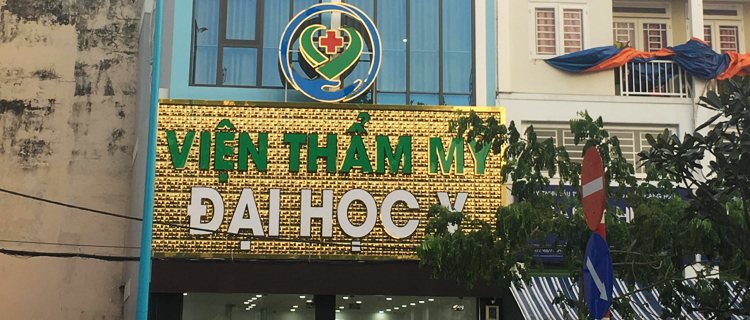 VIỆN THẨM MỸ
ĐẠI HỌC Y